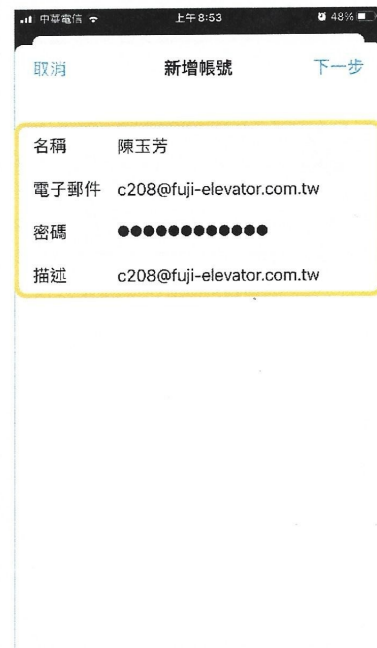 中華電信 上午8:53 48%
取消 新增帳號 下一步
名稱 陳玉芳
電子郵件 c208@fuji-elevator.com.tw
密碼 ●●●●●●●●●●●●
描述 c208@fuji-elevator.com.tw